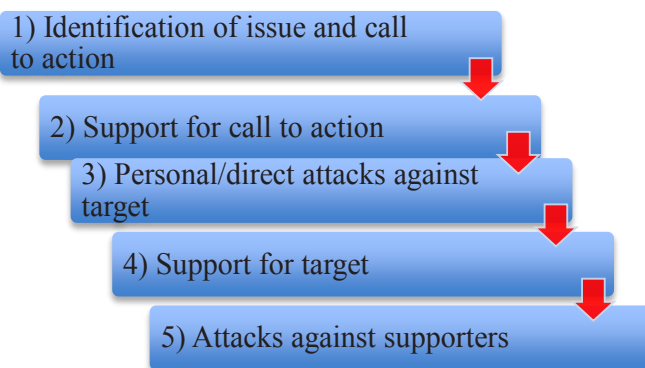 1) Identification of issue and call
to action
2) Support for call to action
3) Personal/direct attacks against
target
4) Support for target
5) Attacks against supporters